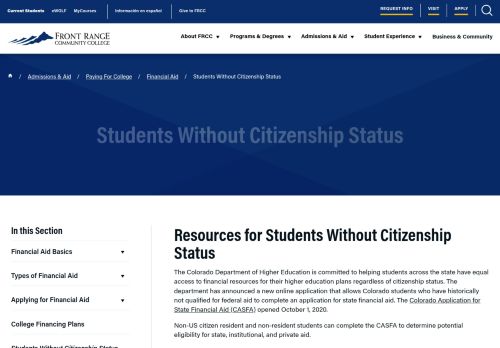 Current Students eWOLF MyCourses Información en español Give to FRCC REQUEST INFO VISIT APPLY
FRONT RANGE
COMMUNITY COLLEGE
About FRCC Programs & Degrees Admissions & Aid Student Experience Business & Community
/ Admissions & Aid / Paying For College / Financial Aid / Students Without Citizenship Status
Students Without Citizenship Status
In this Section
Financial Aid Basics
Types of Financial Aid
Applying for Financial Aid
College Financing Plans
Students Without Citizenship Status
Resources for Students Without Citizenship
Status
The Colorado Department of Higher Education is committed to helping students across the state have equal
access to financial resources for their higher education plans regardless of citizenship status. The
department has announced a new online application that allows Colorado students who have historically
not qualified for federal aid to complete an application for state financial aid. The Colorado Application for
State Financial Aid (CASFA) opened October 1, 2020.
Non-US citizen resident and non-resident students can complete the CASFA to determine potential
eligibility for state, institutional, and private aid.